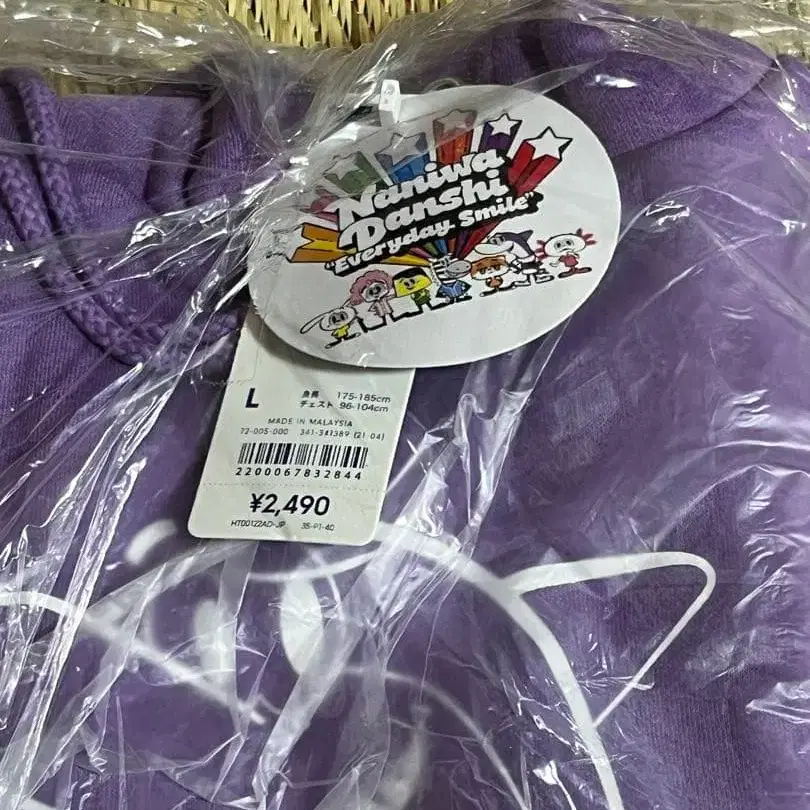 Naniwa
Danshi
"Everyday Smile"
L
身長 175-185cm
チェスト 96-104cm
MADE IN MALAYSIA
72-005-000 341-341389 (21-04)
2200067832844
¥2,490
HT00122AD-JP 35-P1-40